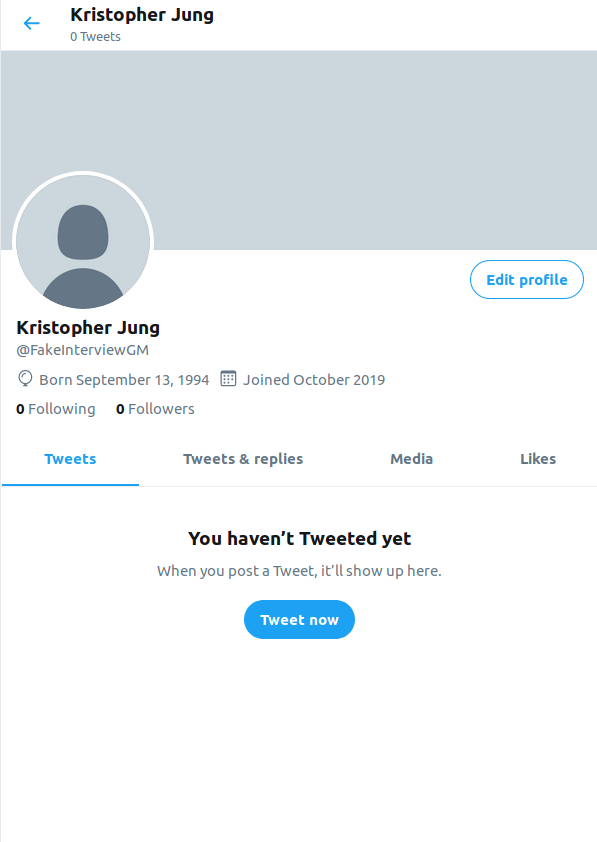 Kristopher Jung
0 Tweets
Edit profile
Kristopher Jung
@FakeInterviewGM
Born September 13, 1994 Joined October 2019
0 Following 0 Followers
Tweets Tweets & replies Media Likes
You haven’t Tweeted yet
When you post a Tweet, it’ll show up here.
Tweet now